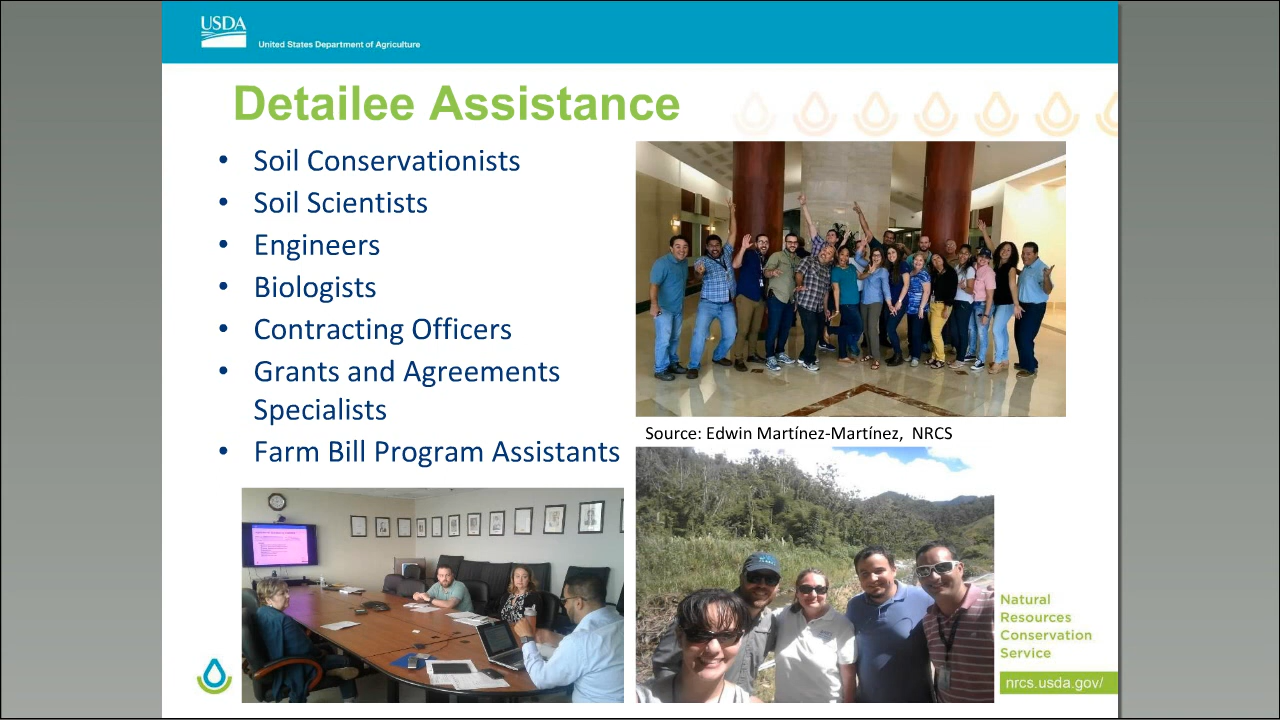 USDA
United States Department of Agriculture
Detailee Assistance
• Soil Conservationists
• Soil Scientists
• Engineers
• Biologists
• Contracting Officers
• Grants and Agreements
Specialists
• Farm Bill Program Assistants
Source: Edwin Martínez-Martínez, NRCS
Natural
Resources
Conservation
Service
nrcs.usda.gov/